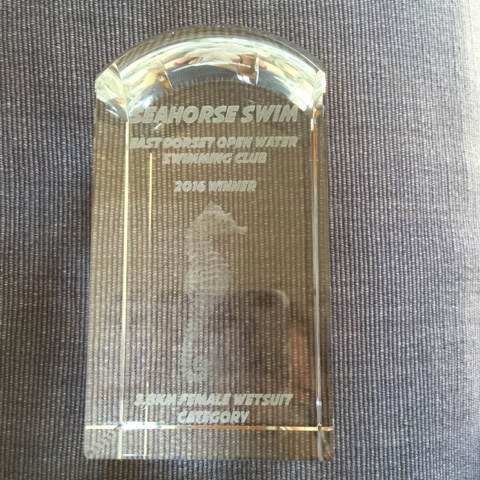 SEAHORSE SWIM
EAST DORSET OPEN WATER
SWIMMING CLUB
2016 WINNER
3.8KM FEMALE WETSUIT
CATEGORY